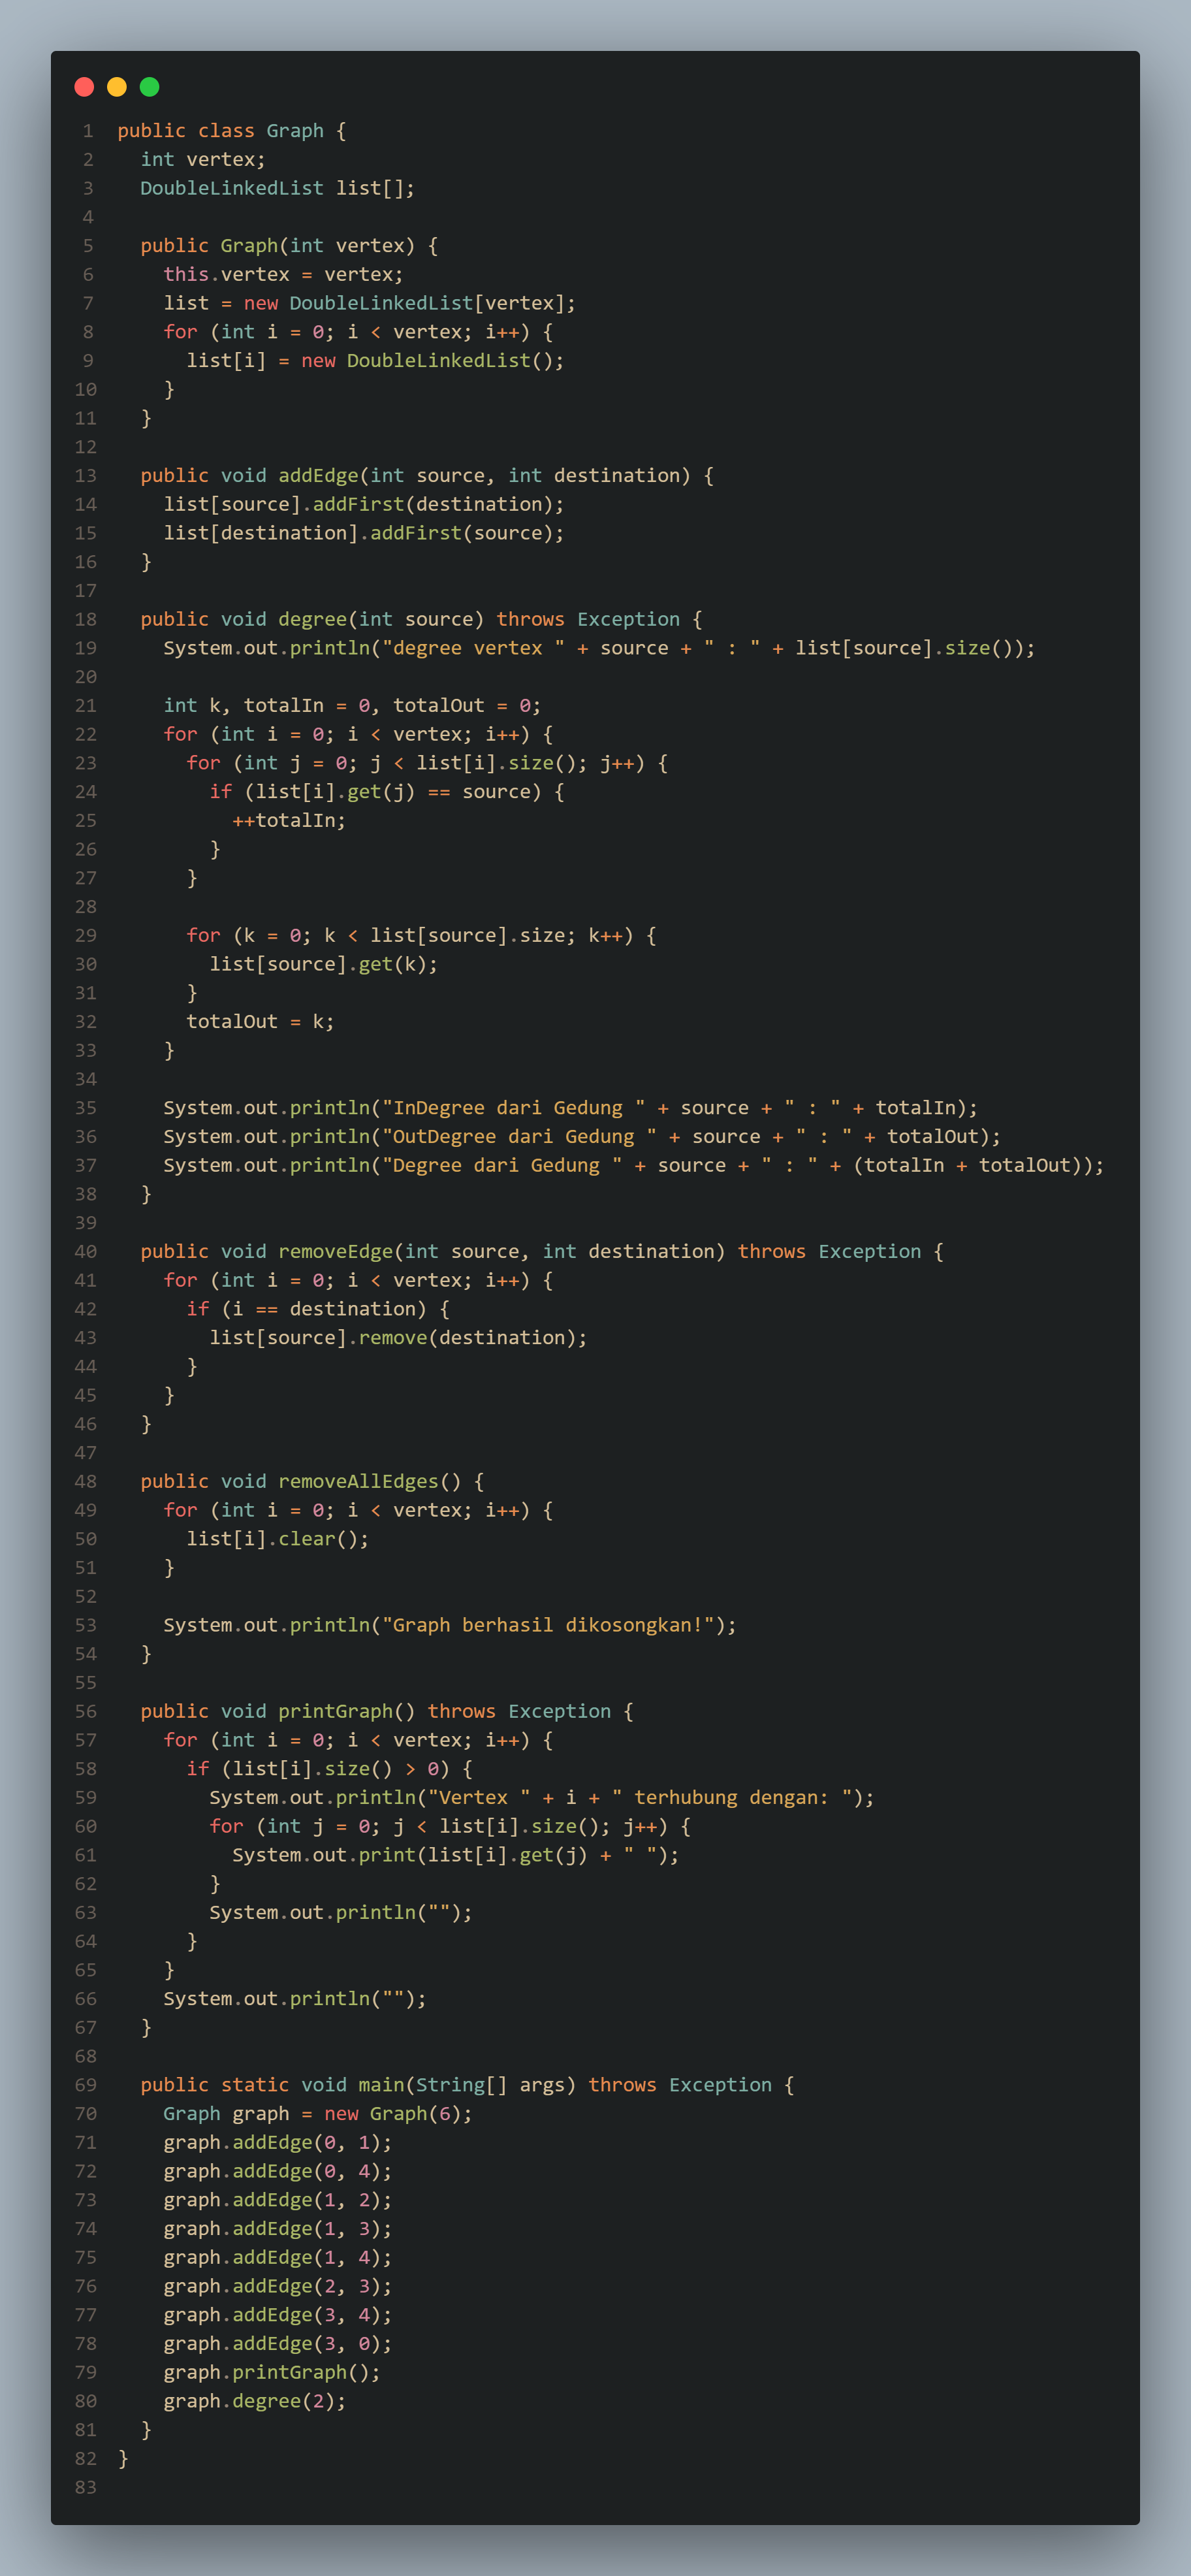 1 public class Graph {
2   int vertex;
3   DoubleLinkedList list[];
4
5   public Graph(int vertex) {
6     this.vertex = vertex;
7     list = new DoubleLinkedList[vertex];
8     for (int i = 0; i < vertex; i++) {
9       list[i] = new DoubleLinkedList();
10     }
11   }
12
13   public void addEdge(int source, int destination) {
14     list[source].addFirst(destination);
15     list[destination].addFirst(source);
16   }
17
18   public void degree(int source) throws Exception {
19     System.out.println("degree vertex " + source + " : " + list[source].size());
20
21     int k, totalIn = 0, totalOut = 0;
22     for (int i = 0; i < vertex; i++) {
23       for (int j = 0; j < list[i].size(); j++) {
24         if (list[i].get(j) == source) {
25           ++totalIn;
26         }
27       }
28
29       for (k = 0; k < list[source].size; k++) {
30         list[source].get(k);
31       }
32       totalOut = k;
33     }
34
35     System.out.println("InDegree dari Gedung " + source + " : " + totalIn);
36     System.out.println("OutDegree dari Gedung " + source + " : " + totalOut);
37     System.out.println("Degree dari Gedung " + source + " : " + (totalIn + totalOut));
38   }
39
40   public void removeEdge(int source, int destination) throws Exception {
41     for (int i = 0; i < vertex; i++) {
42       if (i == destination) {
43         list[source].remove(destination);
44       }
45     }
46   }
47
48   public void removeAllEdges() {
49     for (int i = 0; i < vertex; i++) {
50       list[i].clear();
51     }
52
53     System.out.println("Graph berhasil dikosongkan!");
54   }
55
56   public void printGraph() throws Exception {
57     for (int i = 0; i < vertex; i++) {
58       if (list[i].size() > 0) {
59         System.out.println("Vertex " + i + " terhubung dengan: ");
60         for (int j = 0; j < list[i].size(); j++) {
61           System.out.print(list[i].get(j) + " ");
62         }
63         System.out.println("");
64       }
65     }
66     System.out.println("");
67   }
68
69   public static void main(String[] args) throws Exception {
70     Graph graph = new Graph(6);
71     graph.addEdge(0, 1);
72     graph.addEdge(0, 4);
73     graph.addEdge(1, 2);
74     graph.addEdge(1, 3);
75     graph.addEdge(1, 4);
76     graph.addEdge(2, 3);
77     graph.addEdge(3, 4);
78     graph.addEdge(3, 0);
79     graph.printGraph();
80     graph.degree(2);
81   }
82 }
83